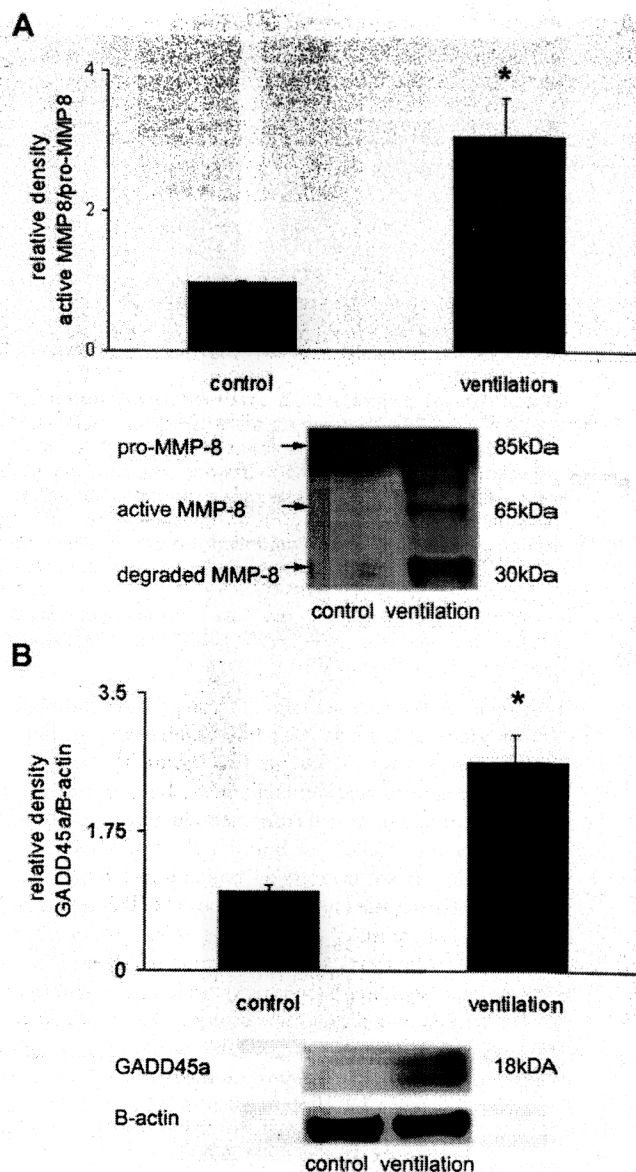 A
relative density
active MMP8/pro-MMP8
4
2
0
*
control ventilation
pro-MMP-8 85kDa
active MMP-8 65kDa
degraded MMP-8 30kDa
control ventilation
B
relative density
GADD45a/B-actin
3.5
1.75
0
*
control ventilation
GADD45a 18kDA
B-actin
control ventilation